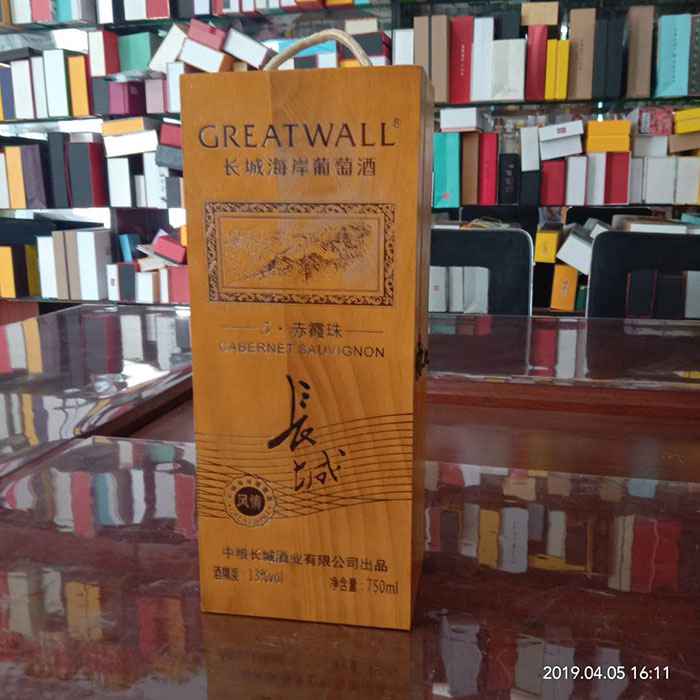 GREATWALL®
长城海岸葡萄酒
5·赤霞珠
CABERNET SAUVIGNON
長城
风情
中粮长城酒业有限公司出品
酒精度:13%vol 净含量:750ml
2019.04.05 16:11